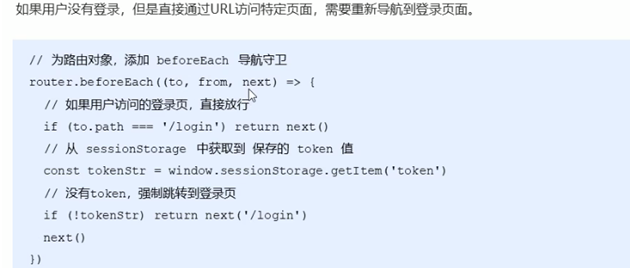 如果用户没有登录，但是直接通过URL访问特定页面，需要重新导航到登录页面。
// 为路由对象，添加 beforeEach 导航守卫
router.beforeEach((to, from, next) => {
// 如果用户访问的登录页，直接放行
if (to.path === '/login') return next()
// 从 sessionStorage 中获取到 保存的 token 值
const tokenStr = window.sessionStorage.getItem('token')
// 没有token，强制跳转到登录页
if (!tokenStr) return next('/login')
next()
})